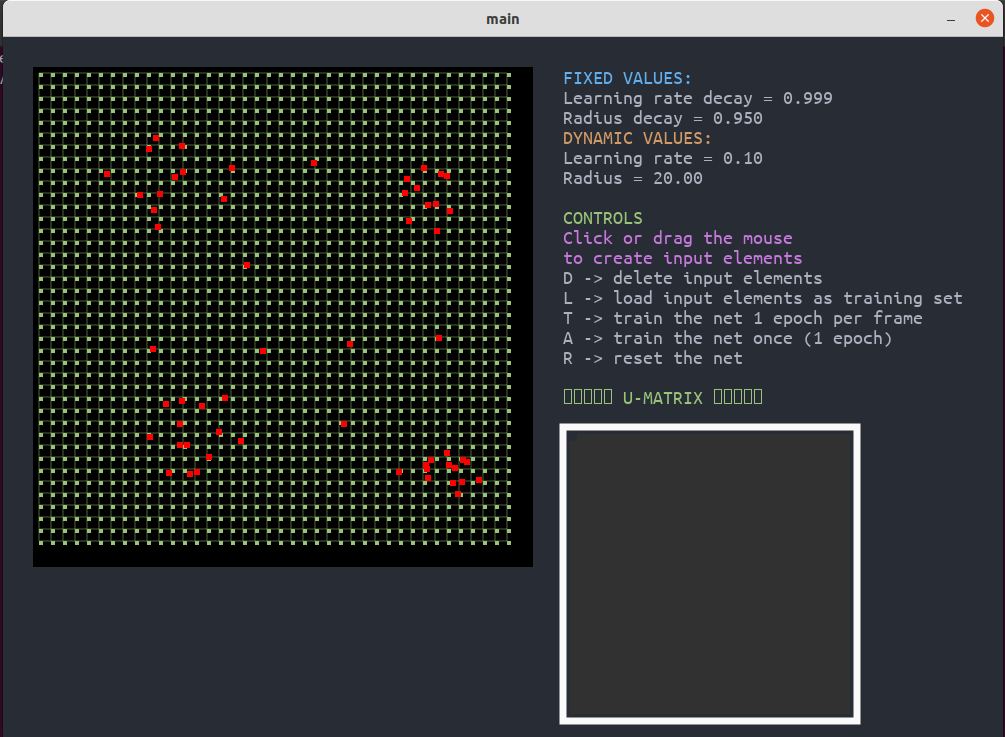 main
FIXED VALUES:
Learning rate decay = 0.999
Radius decay = 0.950
DYNAMIC VALUES:
Learning rate = 0.10
Radius = 20.00
CONTROLS
Click or drag the mouse
to create input elements
D -> delete input elements
L -> load input elements as training set
T -> train the net 1 epoch per frame
A -> train the net once (1 epoch)
R -> reset the net
▯▯▯▯▯ U-MATRIX ▯▯▯▯▯